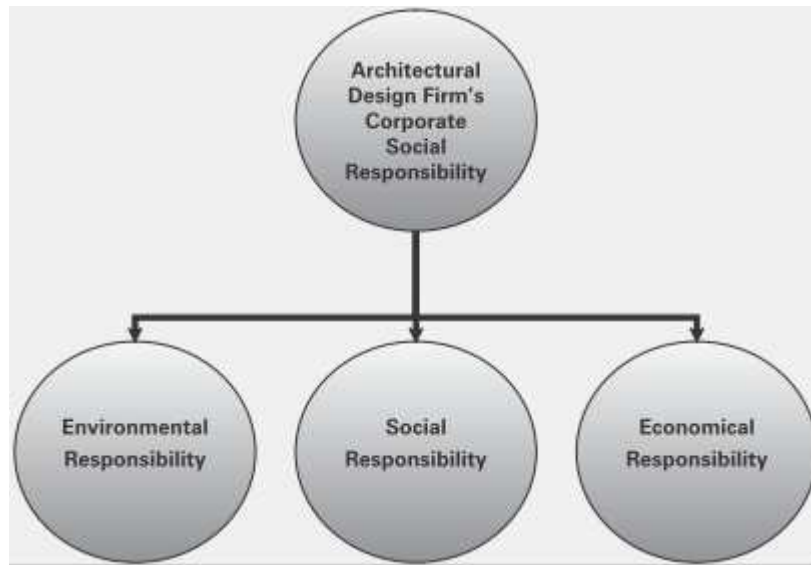 Architectural
Design Firm's
Corporate
Social
Responsibility
Environmental
Responsibility
Social
Responsibility
Economical
Responsibility